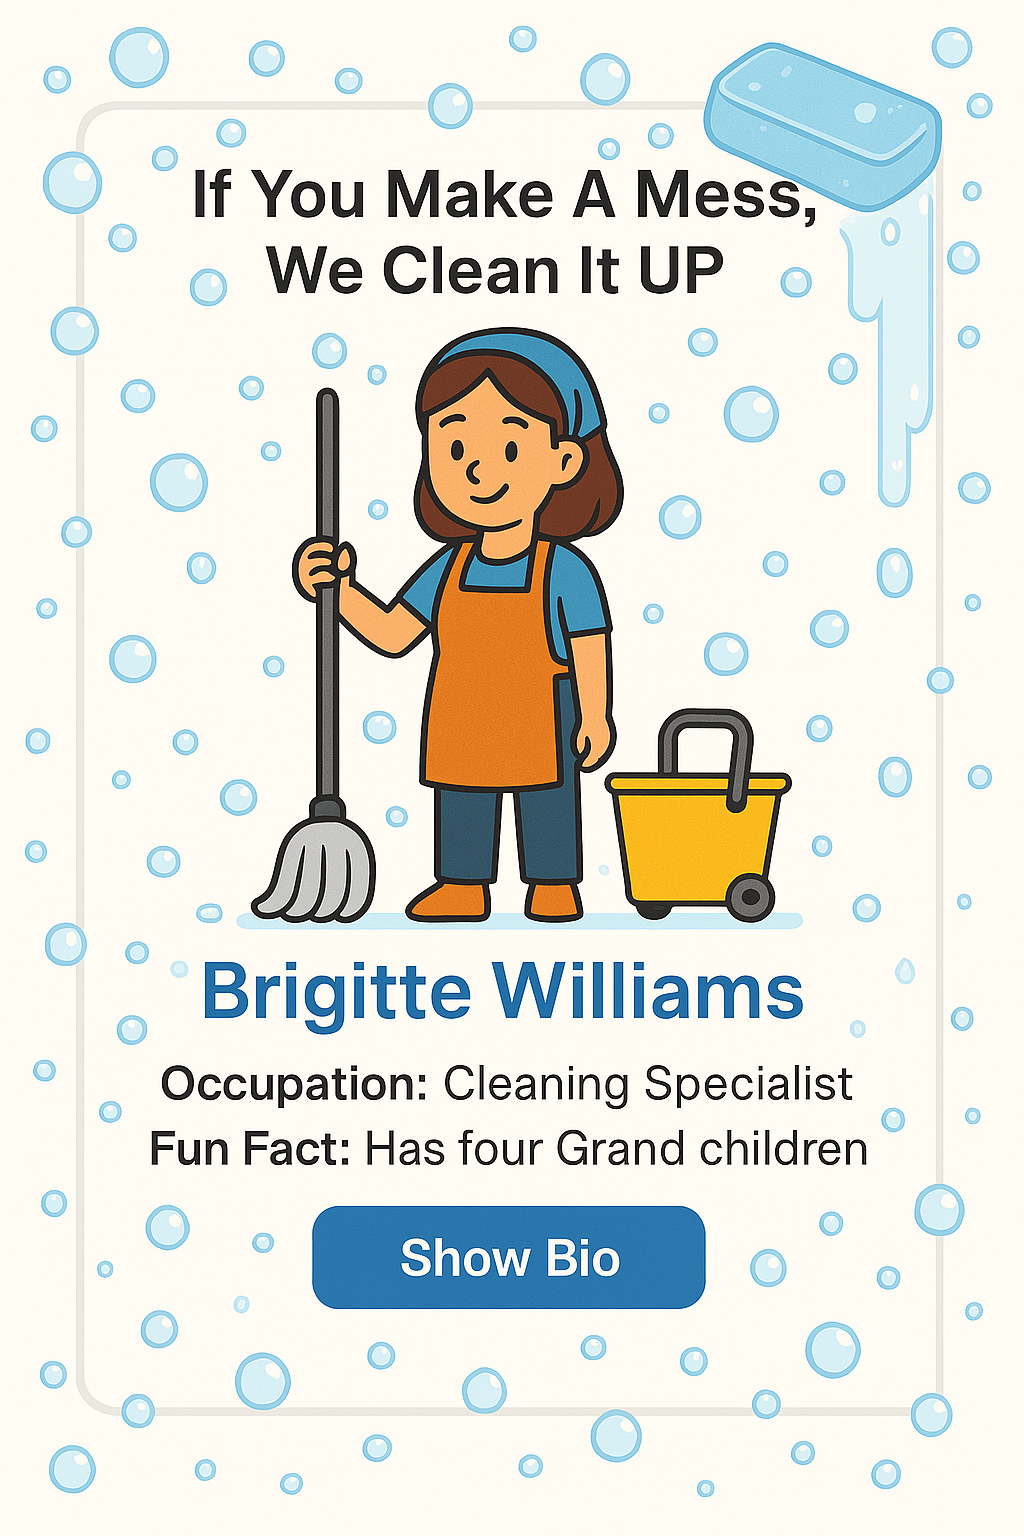 If You Make A Mess,
We Clean It UP
Brigitte Williams
Occupation: Cleaning Specialist
Fun Fact: Has four Grand children
Show Bio